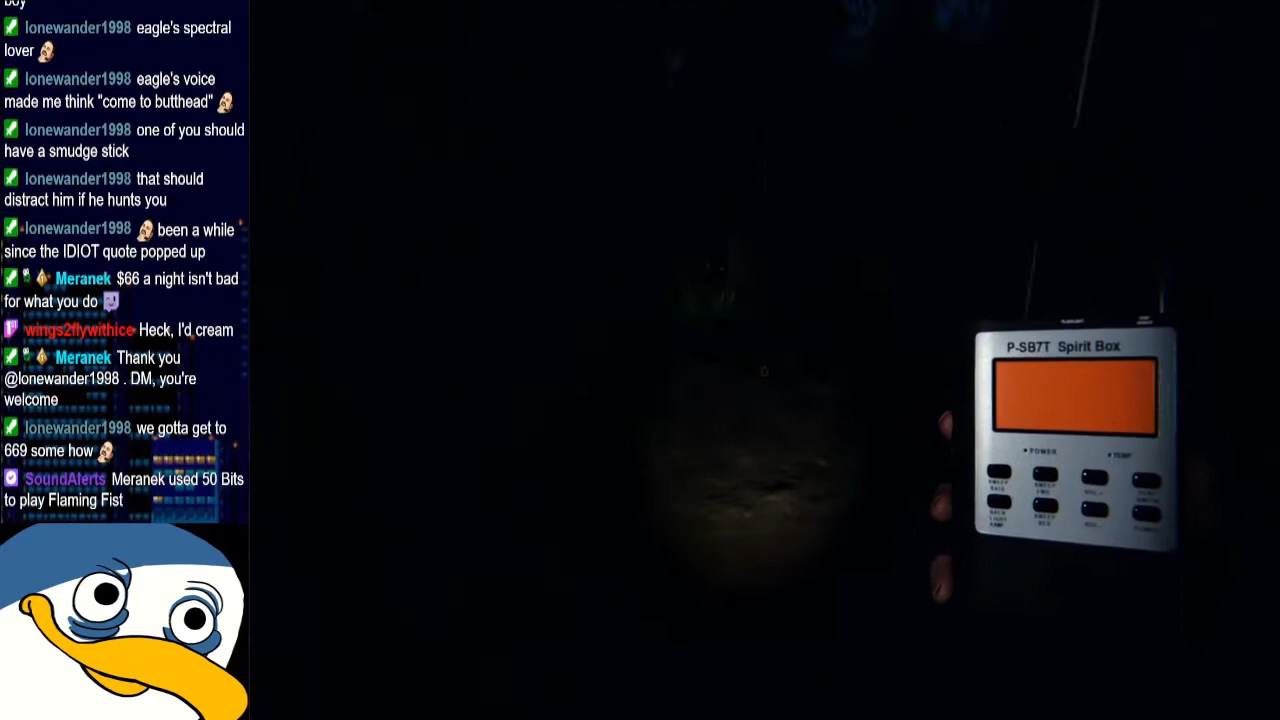 boy
lonewander1998 eagle's spectral
lover
lonewander1998 eagle's voice
made me think "come to butthead"
lonewander1998 one of you should
have a smudge stick
lonewander1998 that should
distract him if he hunts you
lonewander1998 been a while
since the IDIOT quote popped up
Meranek $66 a night isn't bad
for what you do
wings2flywithice Heck, I'd cream
Meranek Thank you
@lonewander1998 . DM, you're
welcome
lonewander1998 we gotta get to
669 some how
SoundAlerts Meranek used 50 Bits
to play Flaming Fist
P-SB7T Spirit Box
POWER
TEMP